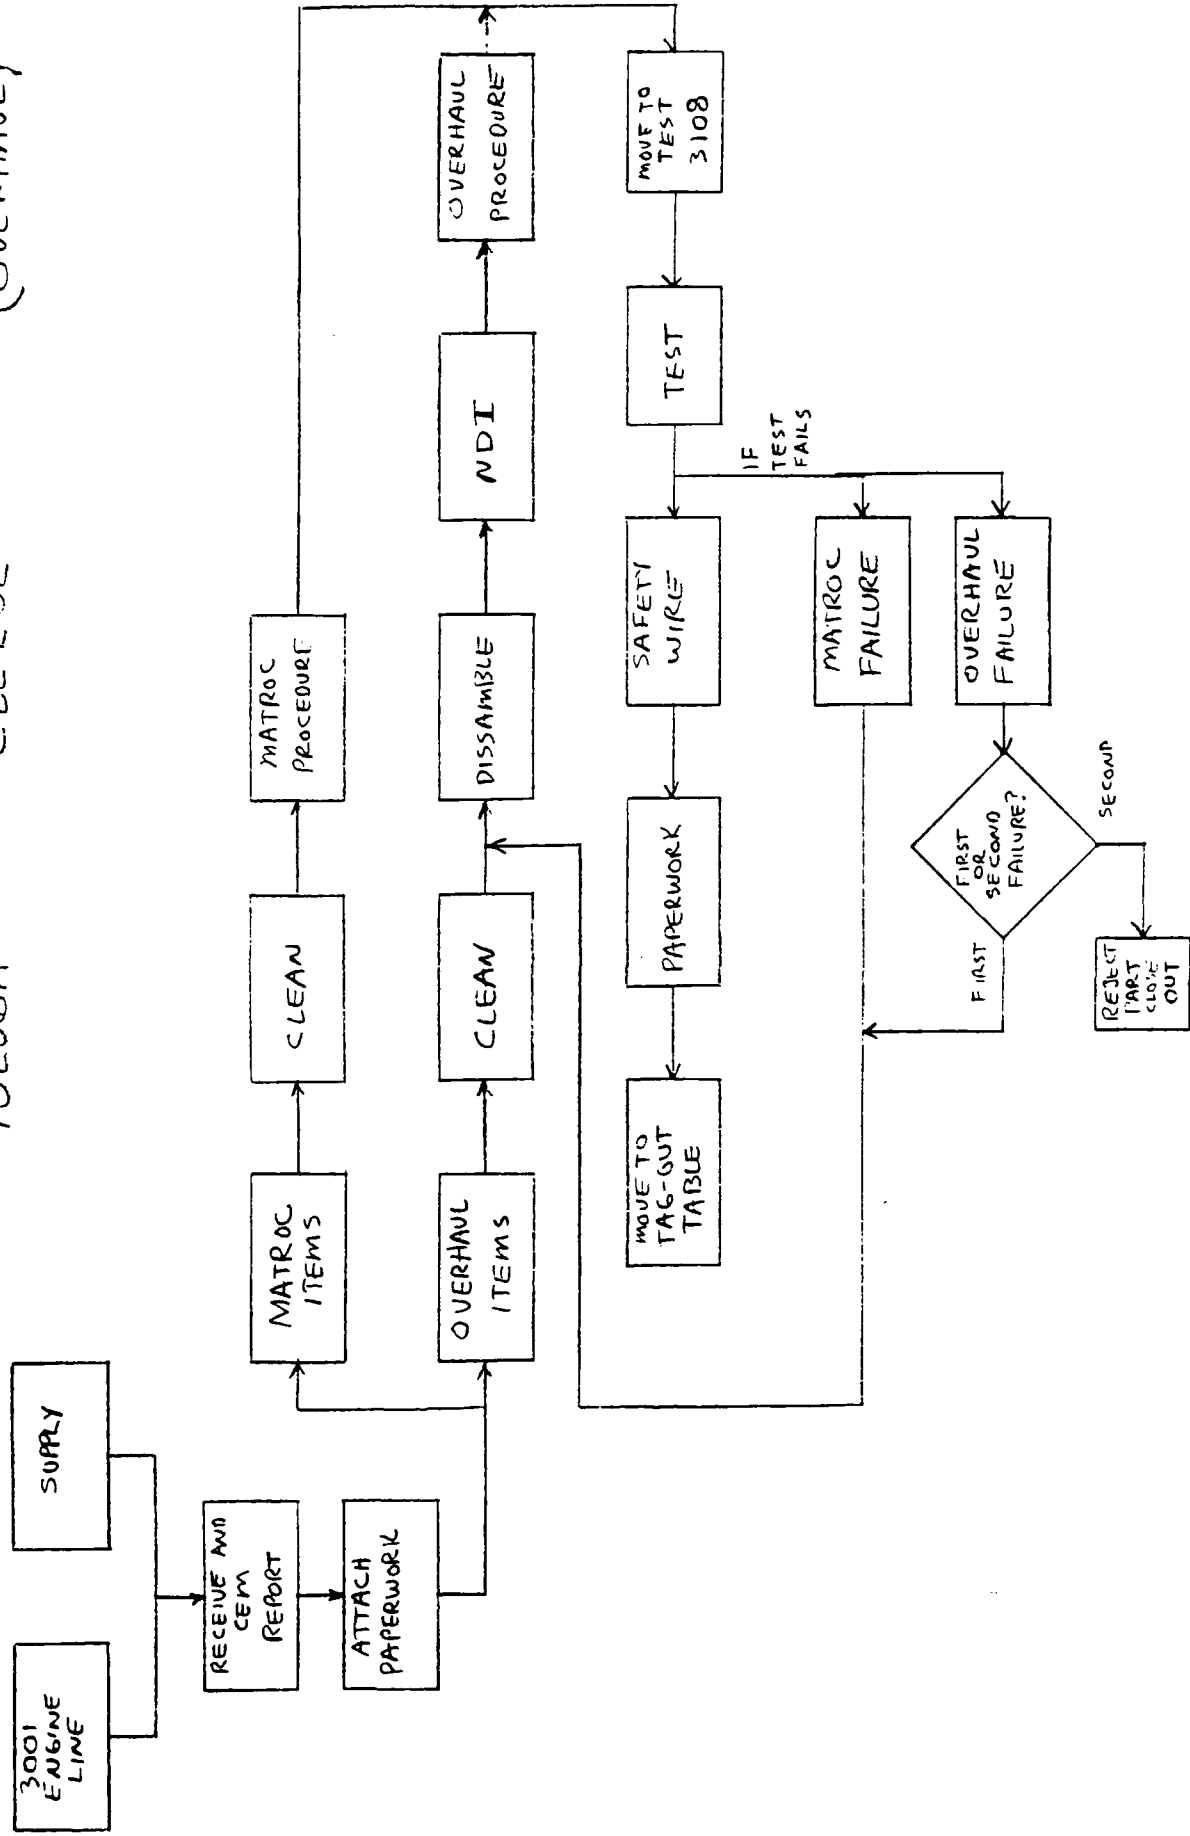 3001
ENGINE
LINE
SUPPLY
RECEIVE AND
CEM
REPORT
ATTACH
PAPERWORK
MATROC
ITEMS
CLEAN
MATROC
PROCEDURE
OVERHAUL
ITEMS
CLEAN
DISSAMBLE
NDI
OVERHAUL
PROCEDURE
MOVE TO
TEST
3108
TEST
IF
TEST
FAILS
SAFETY
WIRE
PAPERWORK
MOVE TO
TAG-OUT
TABLE
MATROC
FAILURE
OVERHAUL
FAILURE
FIRST
OR
SECOND
FAILURE?
FIRST
SECOND
REJECT
PART
CLOSE
OUT